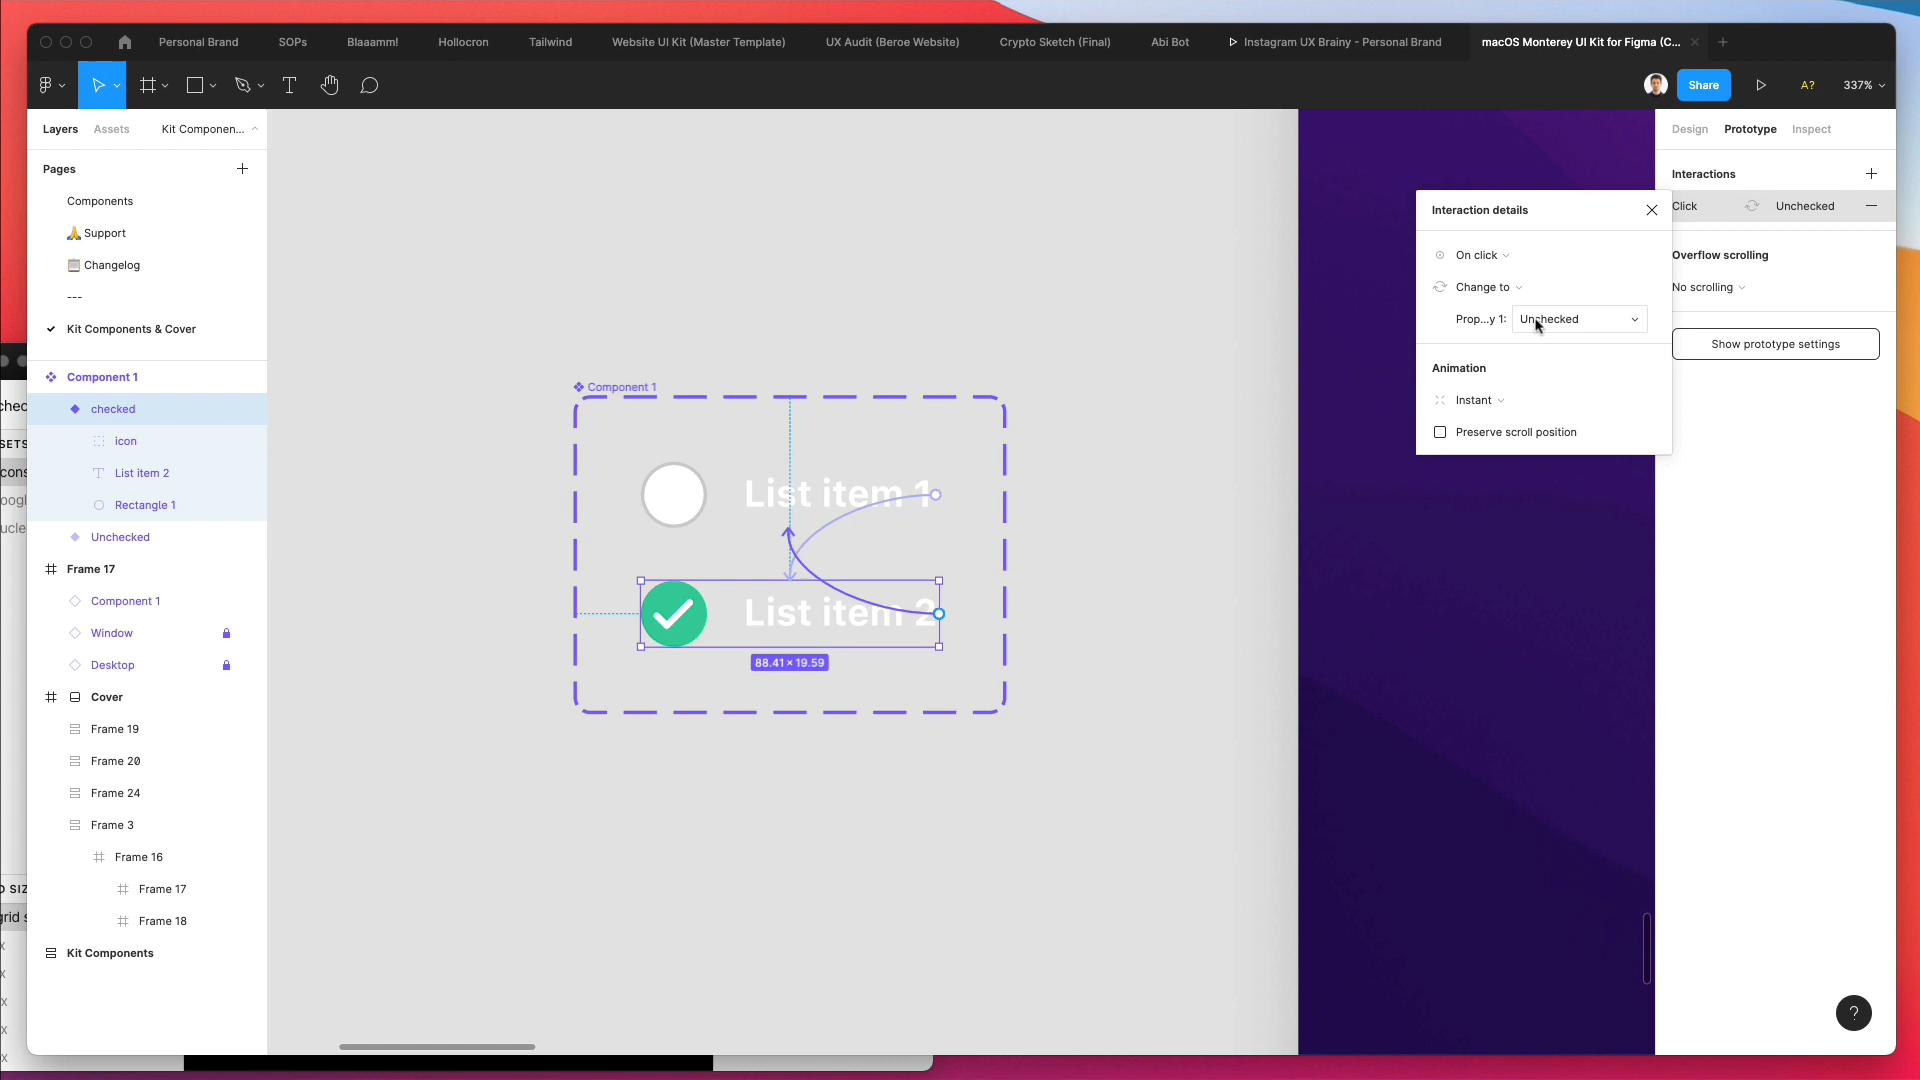 Personal Brand
SOPs
Blaaamm!
Hollocron
Tailwind
Website UI Kit (Master Template)
UX Audit (Beroe Website)
Crypto Sketch (Final)
Abi Bot
Instagram UX Brainy - Personal Brand
macOS Monterey UI Kit for Figma (C...
Share
A?
337%
Layers
Assets
Kit Componen...
Pages
Components
Support
Changelog
---
Kit Components & Cover
Component 1
checked
icon
List item 2
Rectangle 1
Unchecked
Frame 17
Component 1
Window
Desktop
Cover
Frame 19
Frame 20
Frame 24
Frame 3
Frame 16
Frame 17
Frame 18
Kit Components
Component 1
List item 1
List item 2
88.41 × 19.59
Interaction details
On click
Change to
Prop...y 1:
Unchecked
Animation
Instant
Preserve scroll position
Design
Prototype
Inspect
Interactions
Click
Unchecked
Overflow scrolling
No scrolling
Show prototype settings
?